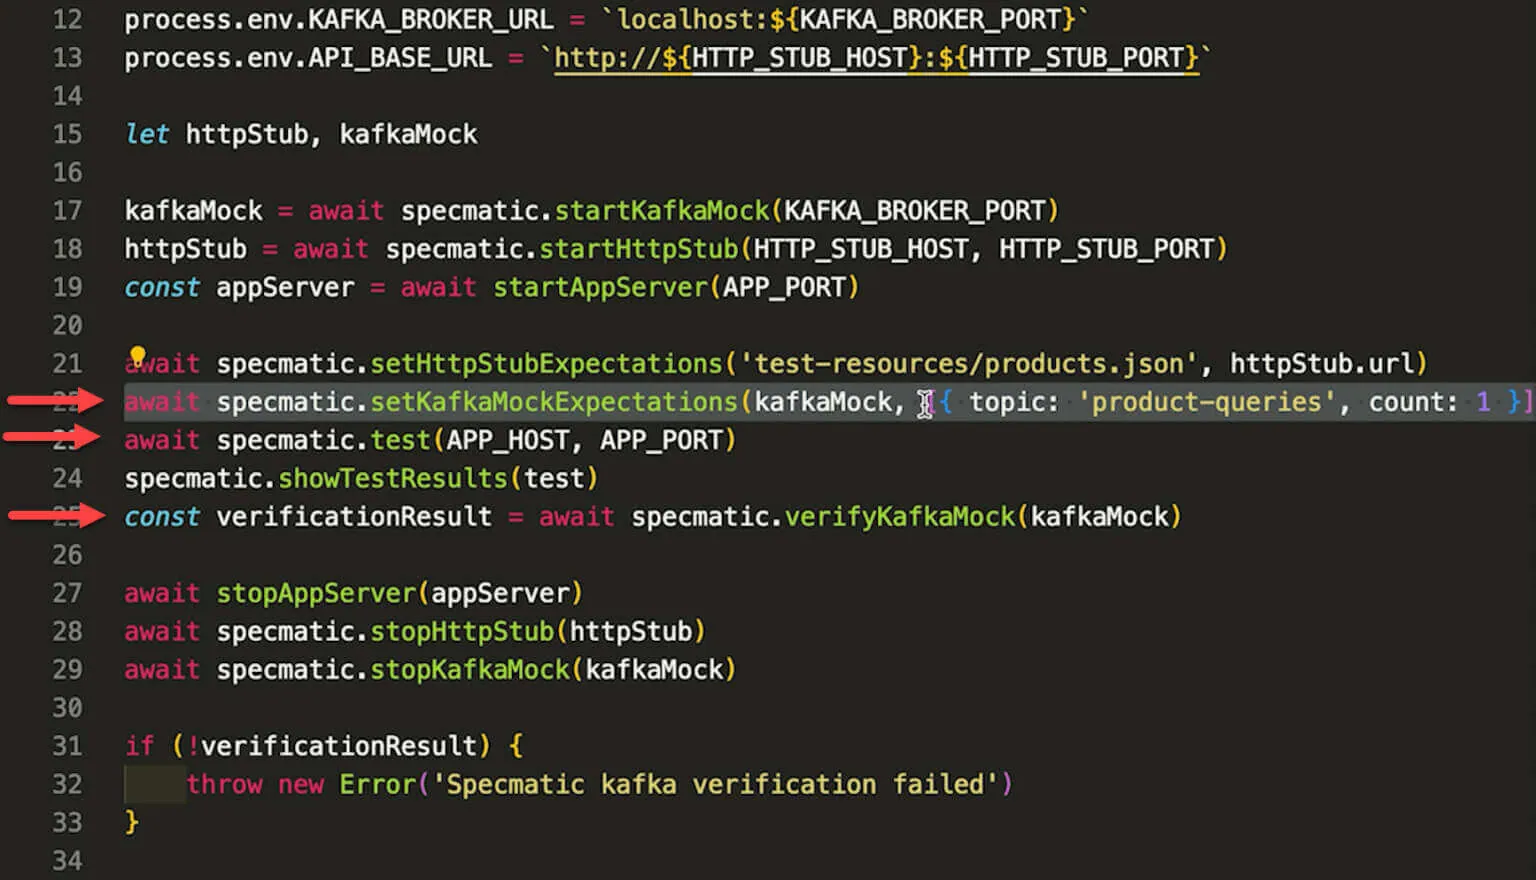 12 process.env.KAFKA_BROKER_URL = `localhost:${KAFKA_BROKER_PORT}`
13 process.env.API_BASE_URL = `http://${HTTP_STUB_HOST}:${HTTP_STUB_PORT}`
14
15 let httpStub, kafkaMock
16
17 kafkaMock = await specmatic.startKafkaMock(KAFKA_BROKER_PORT)
18 httpStub = await specmatic.startHttpStub(HTTP_STUB_HOST, HTTP_STUB_PORT)
19 const appServer = await startAppServer(APP_PORT)
20
21 await specmatic.setHttpStubExpectations('test-resources/products.json', httpStub.url)
22 await specmatic.setKafkaMockExpectations(kafkaMock, [{ topic: 'product-queries', count: 1 }]
23 await specmatic.test(APP_HOST, APP_PORT)
24 specmatic.showTestResults(test)
25 const verificationResult = await specmatic.verifyKafkaMock(kafkaMock)
26
27 await stopAppServer(appServer)
28 await specmatic.stopHttpStub(httpStub)
29 await specmatic.stopKafkaMock(kafkaMock)
30
31 if (!verificationResult) {
32 throw new Error('Specmatic kafka verification failed')
33 }
34